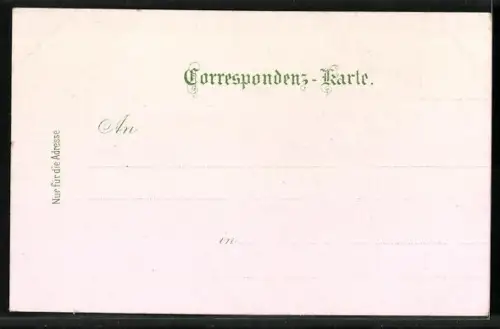 Correspondenz-Karte.
An
in
Nur für die Adresse